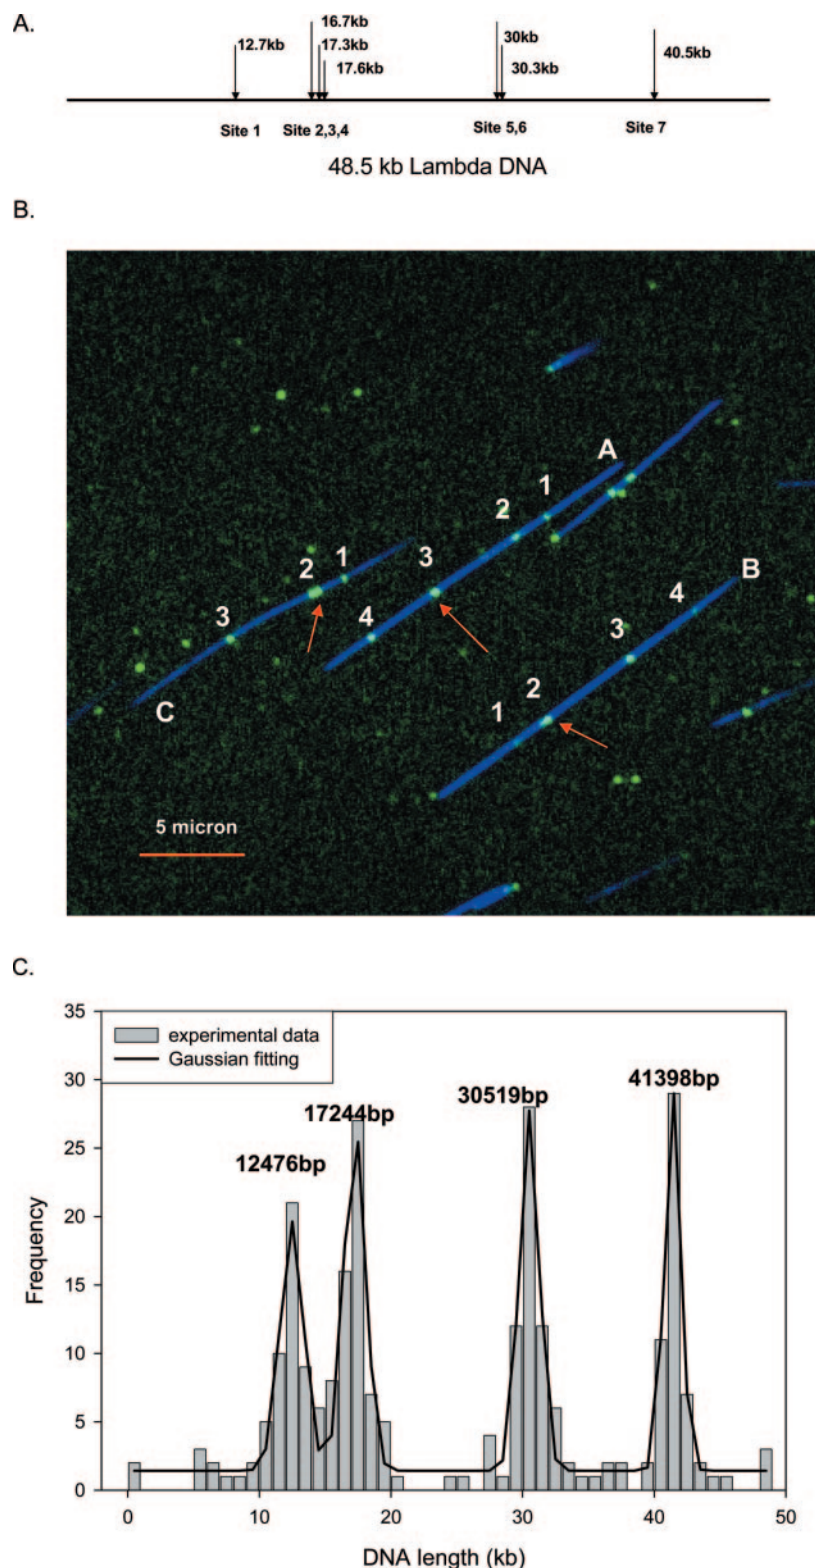 A.
12.7kb
16.7kb
17.3kb
17.6kb
30kb
30.3kb
40.5kb
Site 1
Site 2,3,4
Site 5,6
Site 7
48.5 kb Lambda DNA
B.
A
1
2
3
4
B
4
3
2
1
1
2
3
C
5 micron
C.
experimental data
Gaussian fitting
12476bp
17244bp
30519bp
41398bp
Frequency
35
30
25
20
15
10
5
0
0
10
20
30
40
50
DNA length (kb)